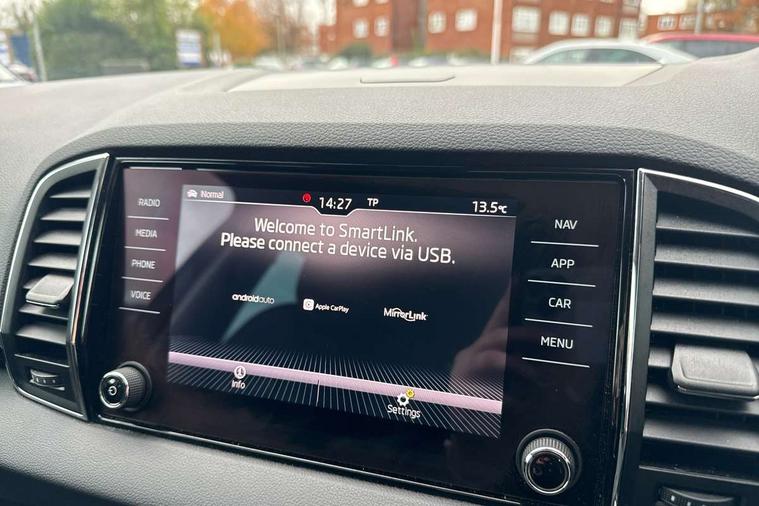 Normal
14:27 TP
13.5°C
Welcome to SmartLink.
Please connect a device via USB.
androidauto
Apple CarPlay
MirrorLink
Info
Settings
RADIO
MEDIA
PHONE
VOICE
NAV
APP
CAR
MENU